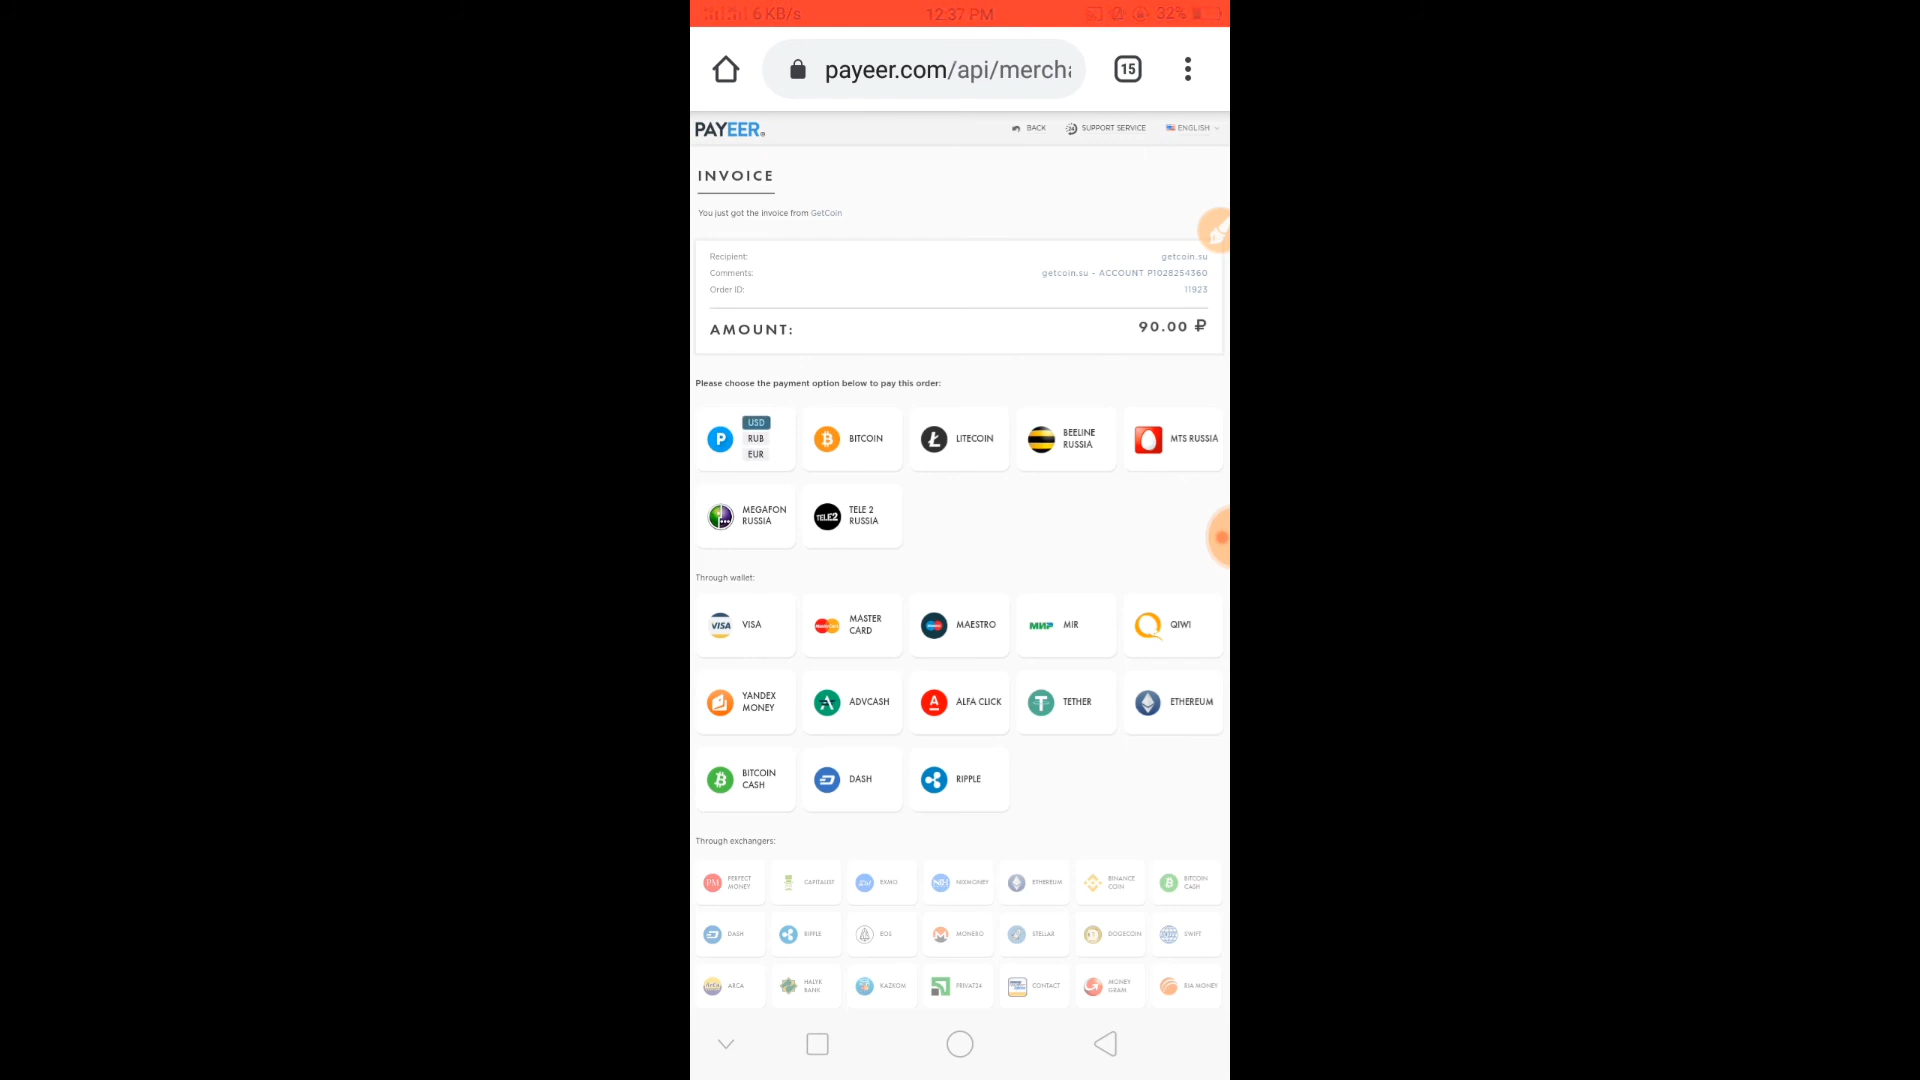 6 KB/s 12:37 PM 32%
payeer.com/api/mercha
15
PAYEER
BACK SUPPORT SERVICE ENGLISH
INVOICE
You just got the invoice from GetCoin
Recipient: getcoin.su
Comments: getcoin.su - ACCOUNT P1028254360
Order ID: 11923
AMOUNT: 90.00 ₽
Please choose the payment option below to pay this order:
P USD RUB EUR
BITCOIN
LITECOIN
BEELINE RUSSIA
MTS RUSSIA
MEGAFON RUSSIA
TELE2 TELE 2 RUSSIA
Through wallet:
VISA VISA
MASTER CARD
MAESTRO
МИР MIR
QIWI
YANDEX MONEY
ADVCASH
ALFA CLICK
TETHER
ETHEREUM
BITCOIN CASH
DASH
RIPPLE
Through exchangers:
PM PERFECT MONEY
CAPITALIST
EXMO
NIXMONEY
ETHEREUM
BINANCE COIN
BITCOIN CASH
DASH
RIPPLE
EOS
MONERO
STELLAR
DOGECOIN
SWIFT
ARCA
HALYK BANK
KAZKOM
PRIVAT24
CONTACT
MONEY GRAM
RIA MONEY